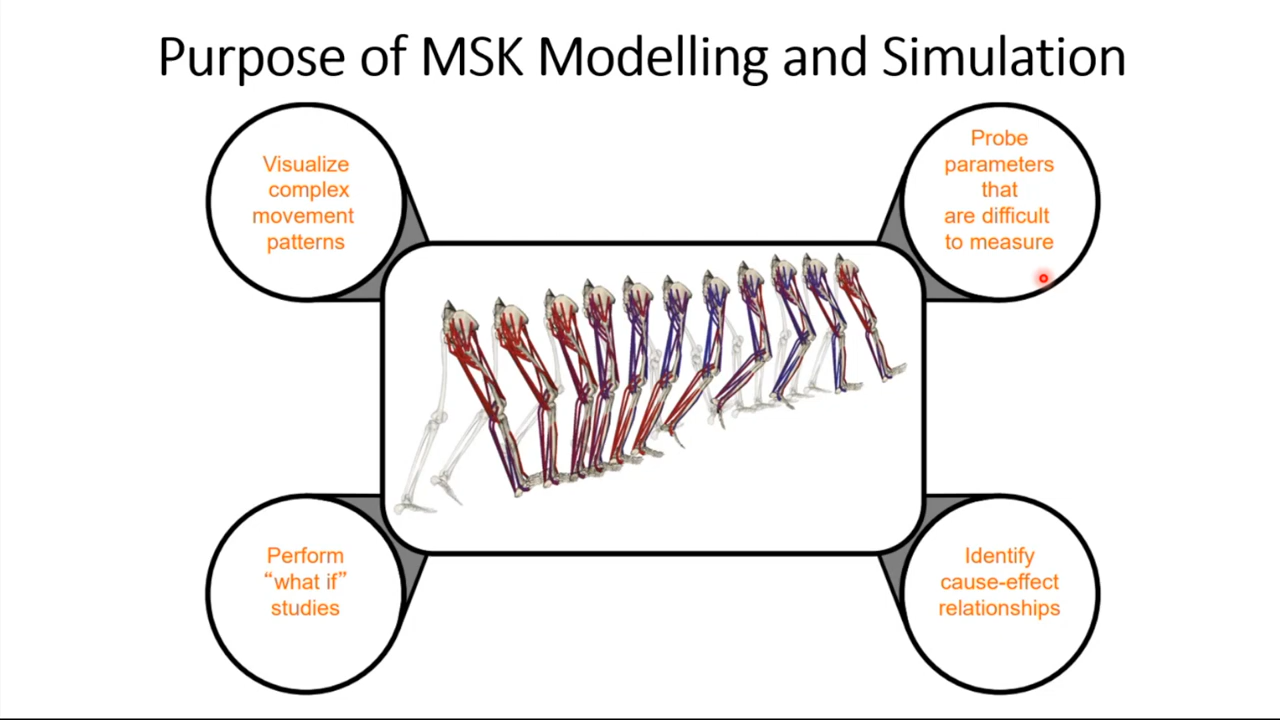 Purpose of MSK Modelling and Simulation
Visualize
complex
movement
patterns
Probe
parameters
that
are difficult
to measure
Perform
“what if”
studies
Identify
cause-effect
relationships